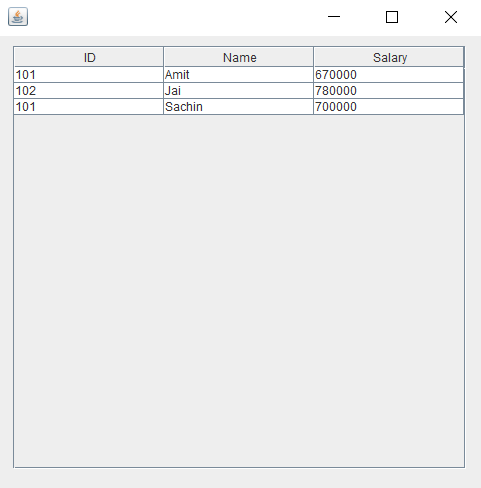 ID Name Salary
101 Amit 670000
102 Jai 780000
101 Sachin 700000